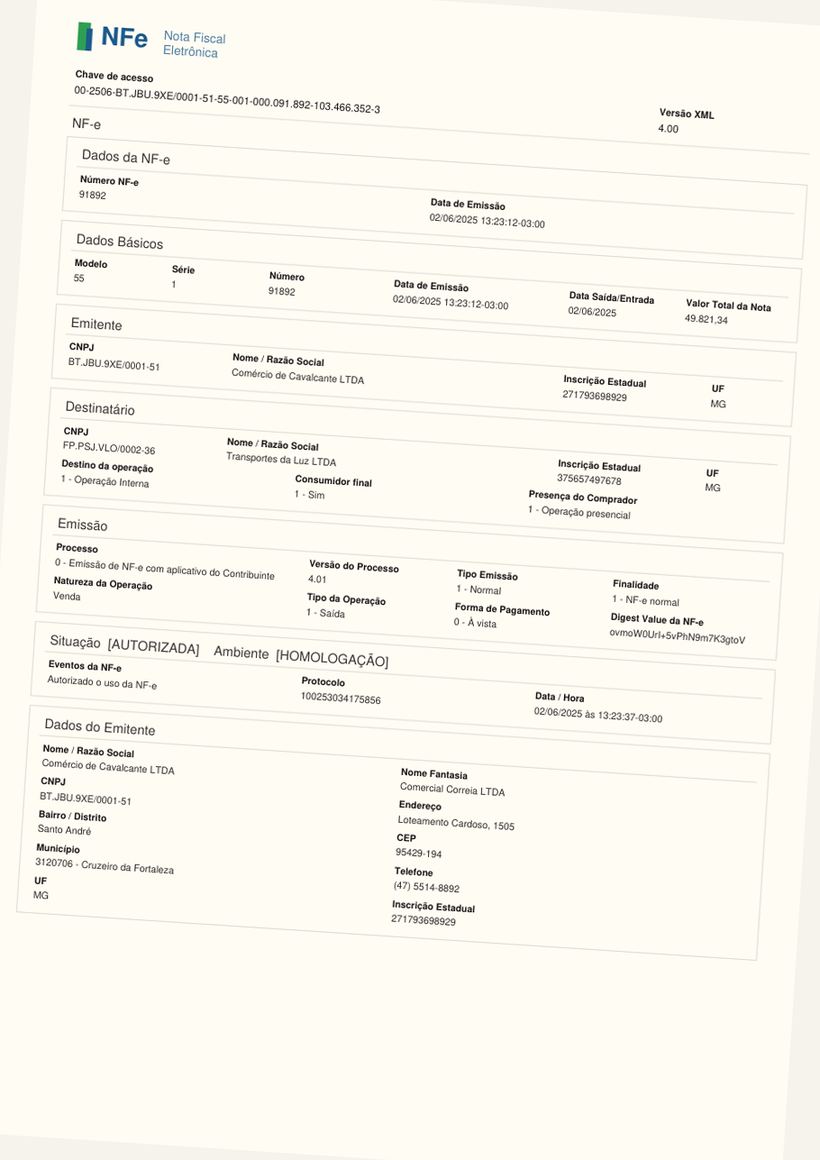 NFe Nota Fiscal
Eletrônica
Chave de acesso
00-2506-BT.JBU.9XE/0001-51-55-001-000.091.892-103.466.352-3
Versão XML
4.00
NF-e
Dados da NF-e
Número NF-e
91892
Data de Emissão
02/06/2025 13:23:12-03:00
Dados Básicos
Modelo
55
Série
1
Número
91892
Data de Emissão
02/06/2025 13:23:12-03:00
Data Saída/Entrada
02/06/2025
Valor Total da Nota
49.821,34
Emitente
CNPJ
BT.JBU.9XE/0001-51
Nome / Razão Social
Comércio de Cavalcante LTDA
Inscrição Estadual
271793698929
UF
MG
Destinatário
CNPJ
FP.PSJ.VLO/0002-36
Nome / Razão Social
Transportes da Luz LTDA
Inscrição Estadual
375657497678
UF
MG
Destino da operação
1 - Operação Interna
Consumidor final
1 - Sim
Presença do Comprador
1 - Operação presencial
Emissão
Processo
0 - Emissão de NF-e com aplicativo do Contribuinte
Versão do Processo
4.01
Tipo Emissão
1 - Normal
Finalidade
1 - NF-e normal
Natureza da Operação
Venda
Tipo da Operação
1 - Saída
Forma de Pagamento
0 - À vista
Digest Value da NF-e
ovmoW0UrI+5vPhN9m7K3gtoV
Situação [AUTORIZADA] Ambiente [HOMOLOGAÇÃO]
Eventos da NF-e
Autorizado o uso da NF-e
Protocolo
100253034175856
Data / Hora
02/06/2025 às 13:23:37-03:00
Dados do Emitente
Nome / Razão Social
Comércio de Cavalcante LTDA
Nome Fantasia
Comercial Correia LTDA
CNPJ
BT.JBU.9XE/0001-51
Endereço
Loteamento Cardoso, 1505
Bairro / Distrito
Santo André
CEP
95429-194
Município
3120706 - Cruzeiro da Fortaleza
Telefone
(47) 5514-8892
UF
MG
Inscrição Estadual
271793698929